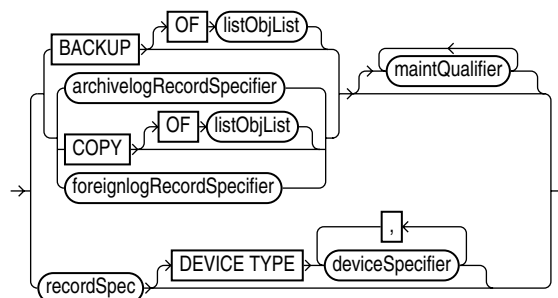 OF listObjList
BACKUP
maintQualifier
archivelogRecordSpecifier
OF listObjList
COPY
foreignlogRecordSpecifier
,
DEVICE TYPE deviceSpecifier
recordSpec